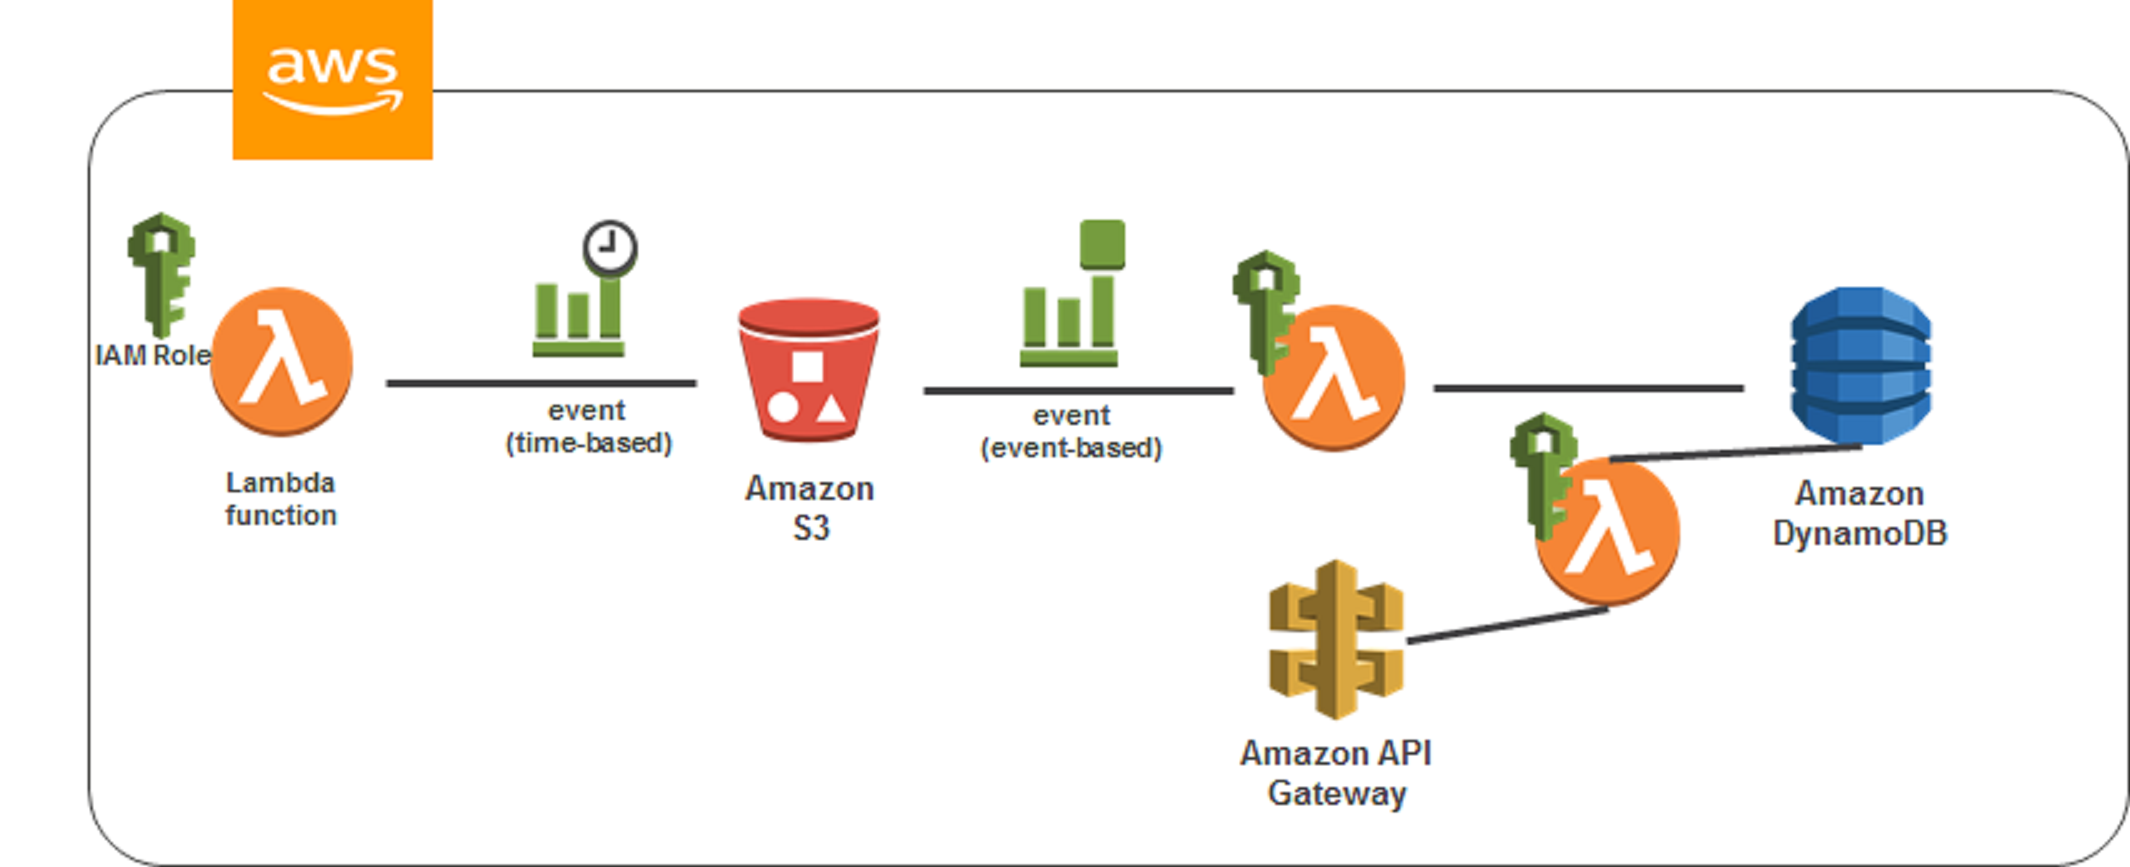 aws
IAM Role
Lambda
function
event
(time-based)
Amazon
S3
event
(event-based)
Amazon
DynamoDB
Amazon API
Gateway